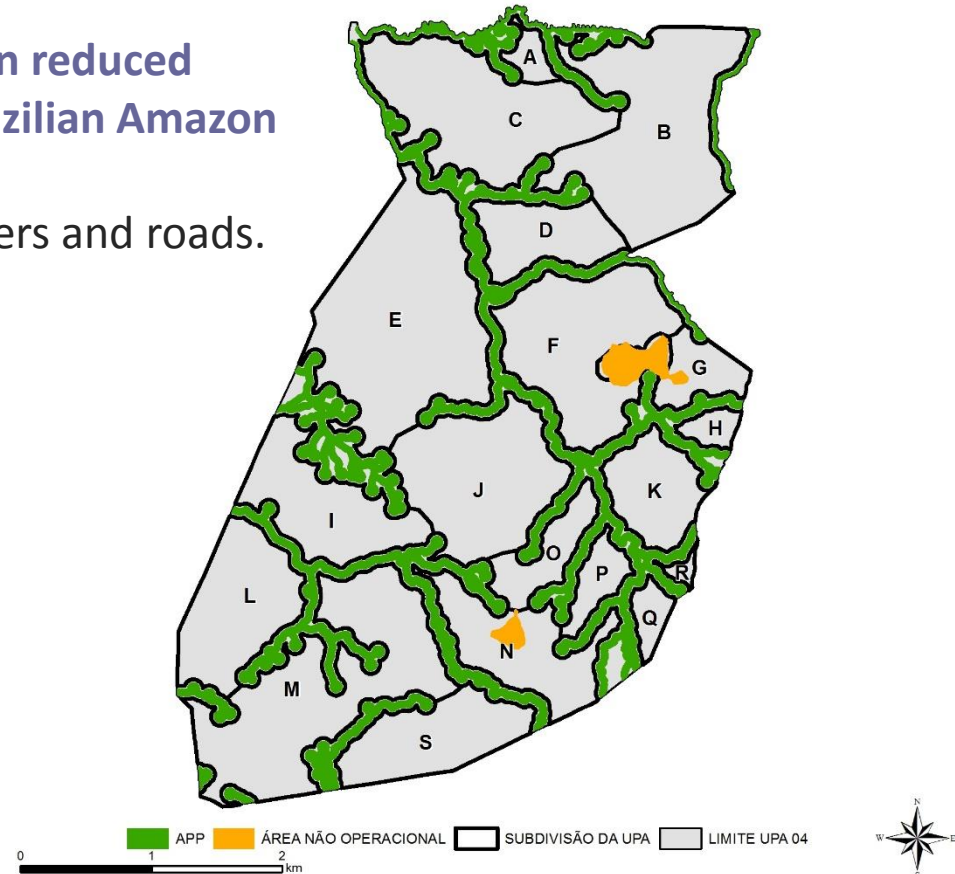 n reduced
zilian Amazon
ers and roads.
A
C
B
D
E
F
G
H
J
K
I
O
P
R
L
Q
N
M
S
APP ÁREA NÃO OPERACIONAL SUBDIVISÃO DA UPA LIMITE UPA 04
0 1 2
km
N
W E